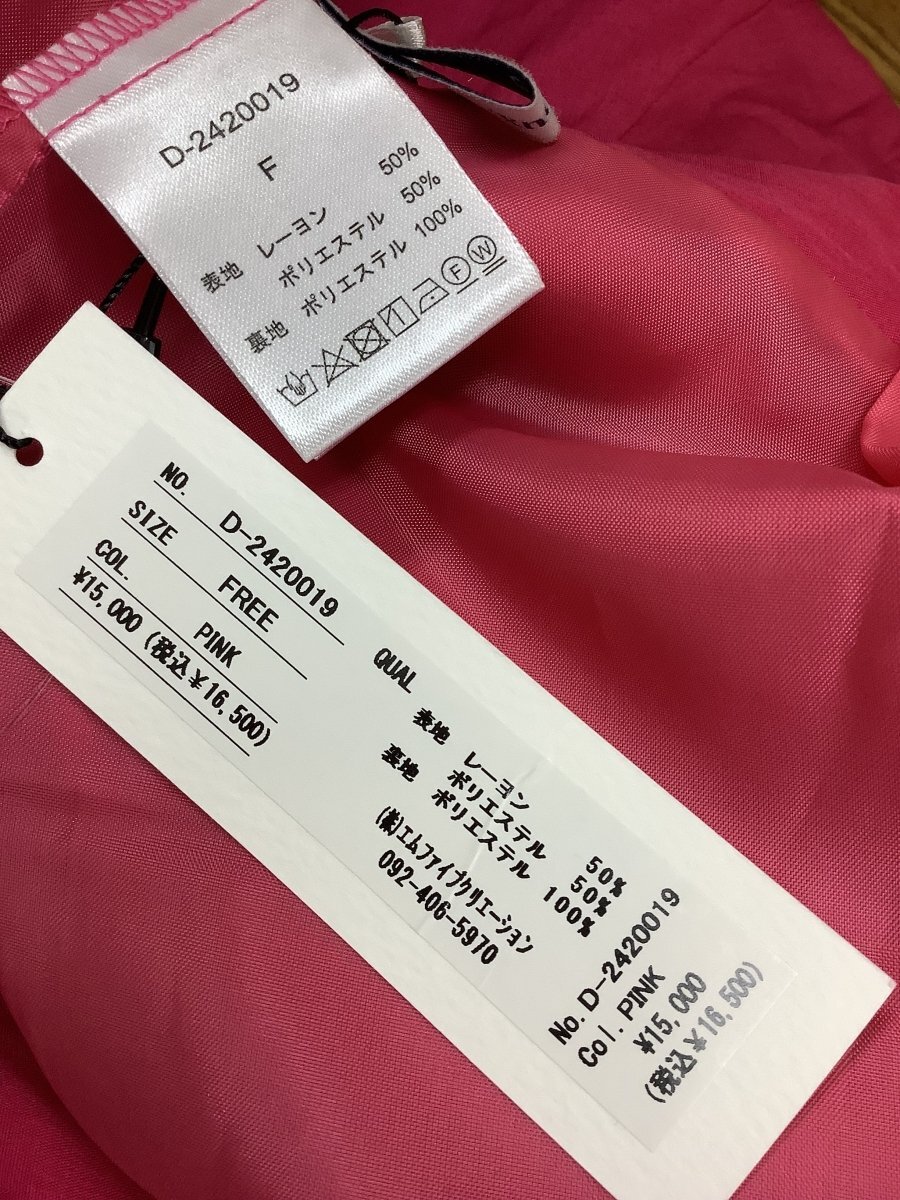 D-2420019
F
表地 レーヨン 50%
ポリエステル 50%
裏地 ポリエステル 100%
F W
NO. D-2420019
SIZE FREE
COL. PINK
¥15,000 (税込¥16,500)
QUAL
表地 レーヨン 50%
ポリエステル 50%
裏地 ポリエステル 100%
(株)エムファイブクリエーション
092-406-5970
No. D-2420019
Col. PINK
¥15,000
(税込¥16,500)